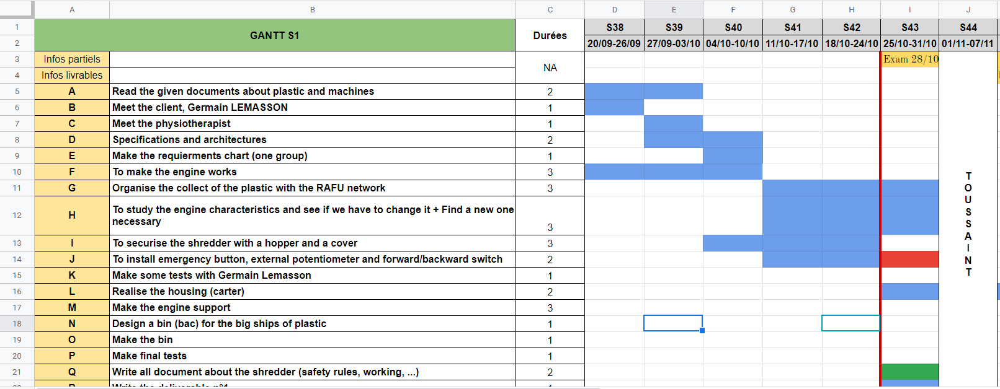 A B C D E F G H I J
1 GANTT S1 Durées S38 S39 S40 S41 S42 S43 S44
2 20/09-26/09 27/09-03/10 04/10-10/10 11/10-17/10 18/10-24/10 25/10-31/10 01/11-07/11
3 Infos partiels NA Exam 28/10
4 Infos livrables
5 A Read the given documents about plastic and machines 2
6 B Meet the client, Germain LEMASSON 1
7 C Meet the physiotherapist 1
8 D Specifications and architectures 2
9 E Make the requierments chart (one group) 1
10 F To make the engine works 3
11 G Organise the collect of the plastic with the RAFU network 3
12 H To study the engine characteristics and see if we have to change it + Find a new one
necessary 3
13 I To securise the shredder with a hopper and a cover 3
14 J To install emergency button, external potentiometer and forward/backward switch 2
15 K Make some tests with Germain Lemasson 1
16 L Realise the housing (carter) 2
17 M Make the engine support 3
18 N Design a bin (bac) for the big ships of plastic 1
19 O Make the bin 1
20 P Make final tests 1
21 Q Write all document about the shredder (safety rules, working, ...) 2
TOUSSAINT